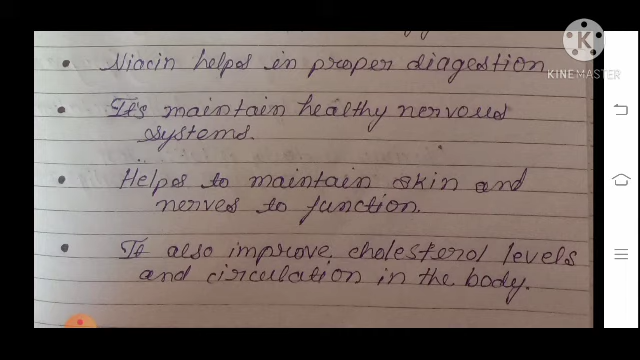 Niacin helps in proper diagestion
It's maintain healthy nervous
systems.
Helps to maintain skin and
nerves to function.
It also improve cholesterol levels
and circulation in the body.
K
KINEMASTER